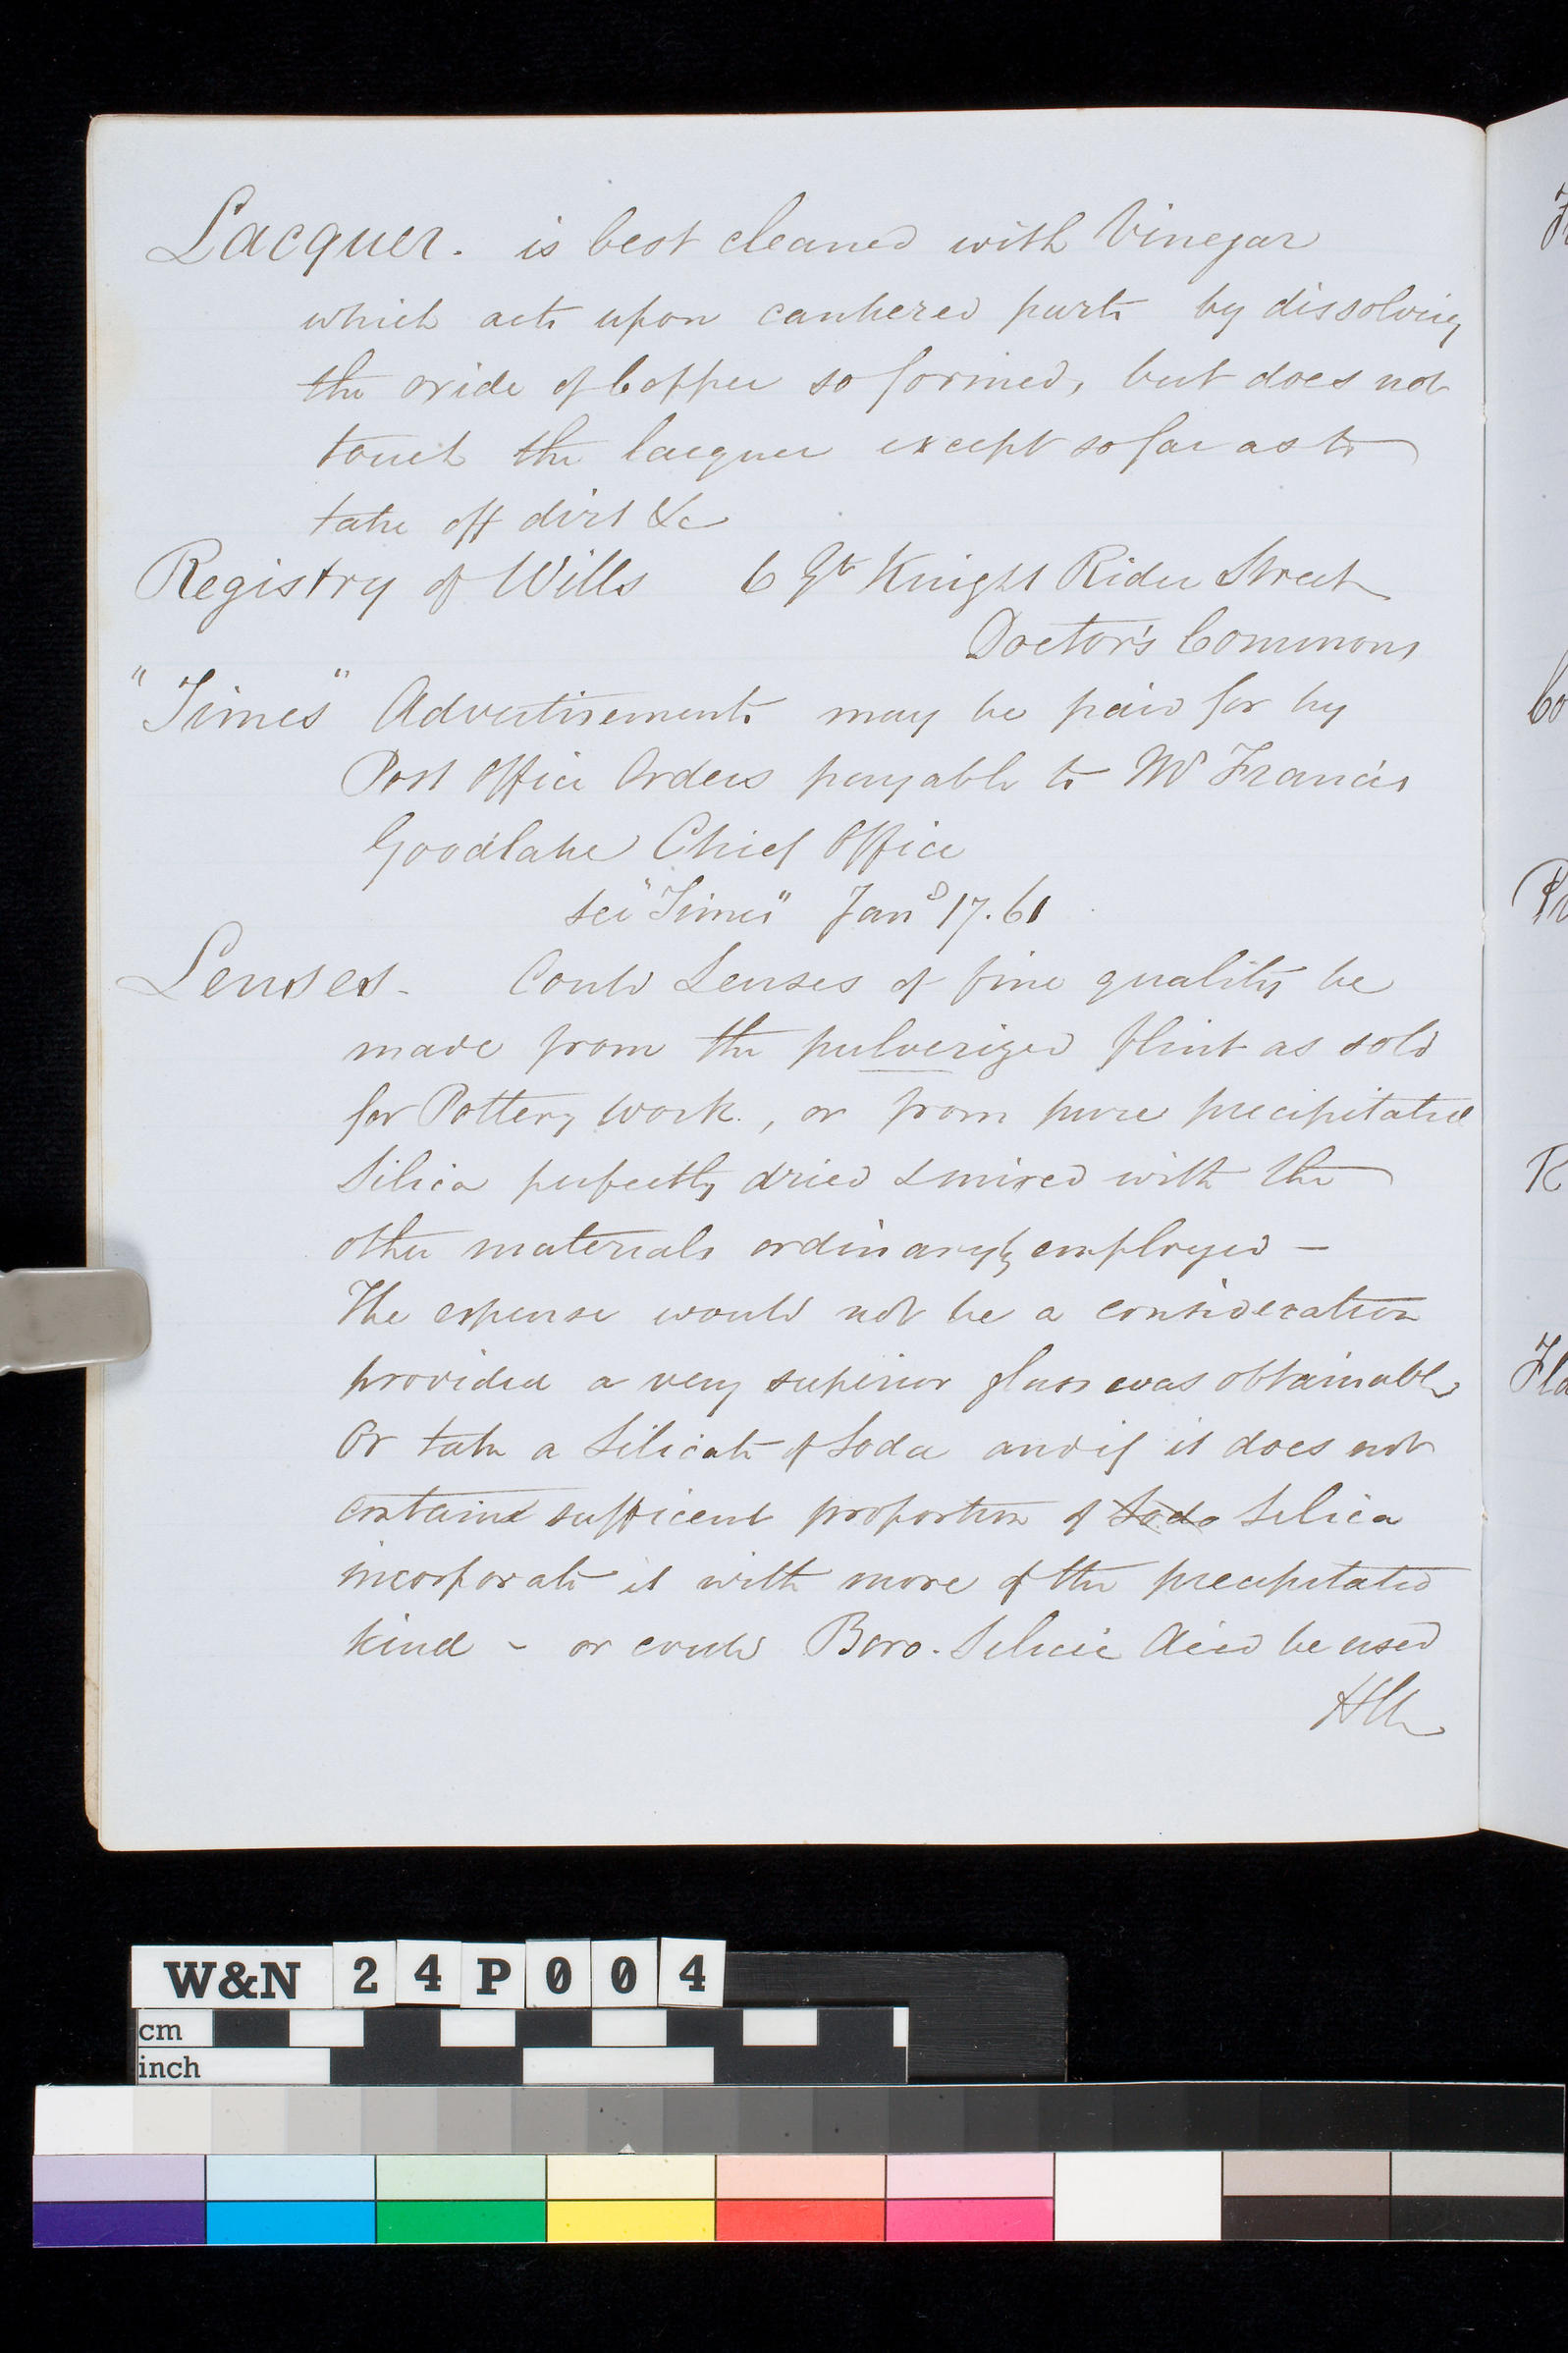 Lacquer. is best cleaned with Vinegar
which acts upon cankered parts by dissolving
the oxide of Copper so formed, but does not
touch the lacquer except so far as to
take off dirt &c
Registry of Wills 6 Gt Knight Rider Street
Doctor's Commons
"Times" Advertisements may be paid for by
Post Office Orders payable to Mr Francis
Goodlake Chief Office
see "Times" Jany 17. 61
Lenses - Could Lenses of fine quality be
made from the pulverized flint as sold
for Pottery work., or from pure precipitated
Silica perfectly dried & mixed with the
other materials ordinaryly employed -
The expense would not be a consideration
provided a very superior glass was obtainable
Or take a Silicate of Soda and if it does not
contain sufficent proportion of Soda Silica
incorporate it with more of the precipitated
kind - or could Boro-Silicic Acid be used
W&N 24P004
cm
inch